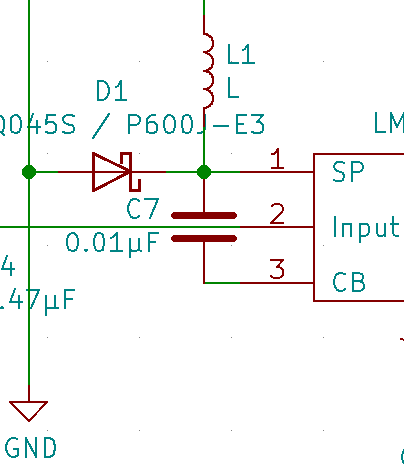 L1
D1
L
Q045S / P600J-E3
LM
1
SP
C7
2
Input
0.01µF
4
3
CB
.47µF
GND